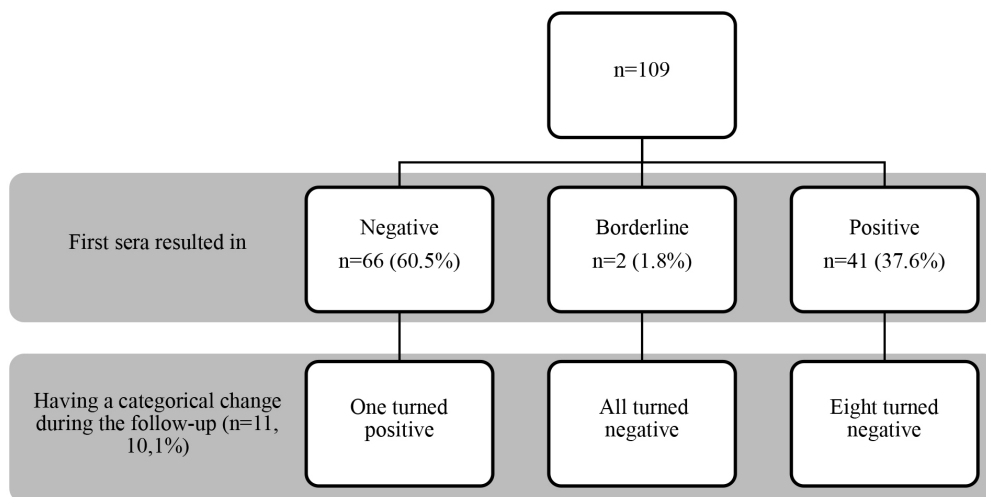 n=109
First sera resulted in
Negative
n=66 (60.5%)
Borderline
n=2 (1.8%)
Positive
n=41 (37.6%)
Having a categorical change
during the follow-up (n=11,
10,1%)
One turned
positive
All turned
negative
Eight turned
negative